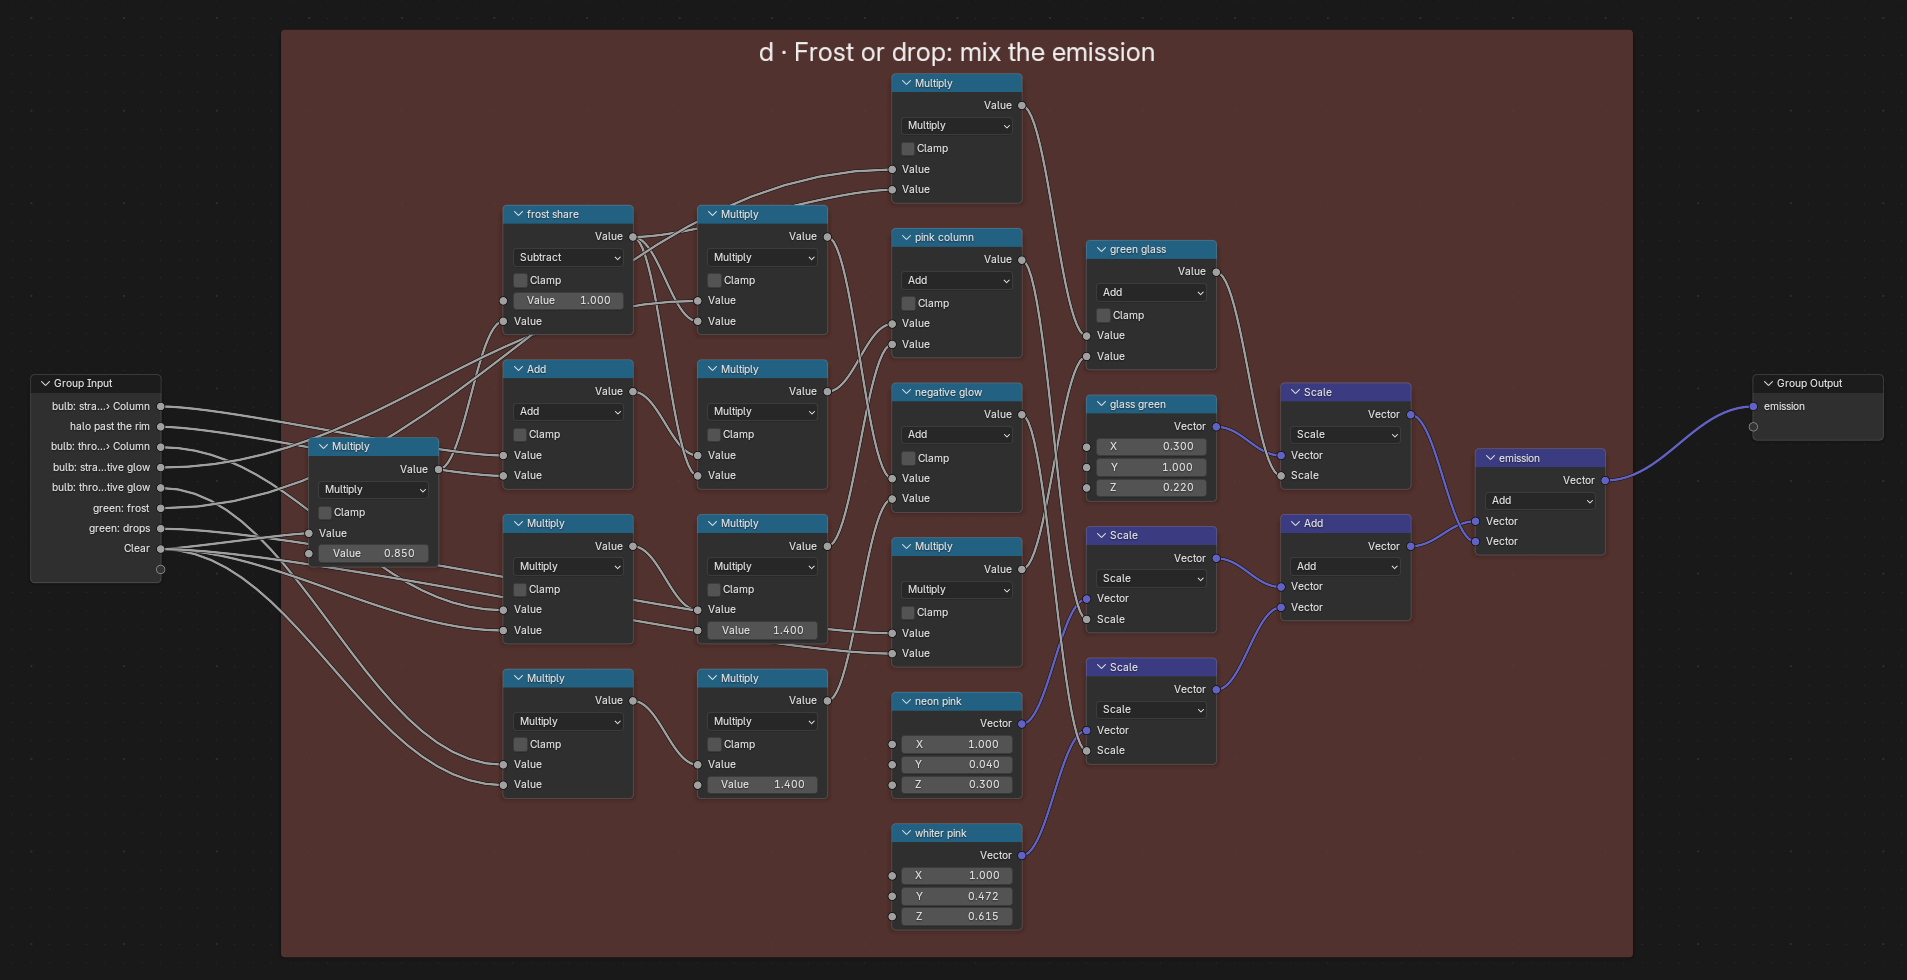 d · Frost or drop: mix the emission
Group Input
bulb: stra...› Column
halo past the rim
bulb: thro...› Column
bulb: stra...tive glow
bulb: thro...tive glow
green: frost
green: drops
Clear
Multiply
Value
Multiply
Clamp
Value
Value 0.850
frost share
Value
Subtract
Clamp
Value 1.000
Value
Add
Value
Add
Clamp
Value
Value
Multiply
Value
Multiply
Clamp
Value
Value
Multiply
Value
Multiply
Clamp
Value
Value
Multiply
Value
Multiply
Clamp
Value
Value
Multiply
Value
Multiply
Clamp
Value
Value
Multiply
Value
Multiply
Clamp
Value
Value 1.400
Multiply
Value
Multiply
Clamp
Value
Value 1.400
Multiply
Value
Multiply
Clamp
Value
Value
pink column
Value
Add
Clamp
Value
Value
negative glow
Value
Add
Clamp
Value
Value
Multiply
Value
Multiply
Clamp
Value
Value
neon pink
Vector
X 1.000
Y 0.040
Z 0.300
whiter pink
Vector
X 1.000
Y 0.472
Z 0.615
green glass
Value
Add
Clamp
Value
Value
glass green
Vector
X 0.300
Y 1.000
Z 0.220
Scale
Vector
Scale
Vector
Scale
Scale
Vector
Scale
Vector
Scale
Scale
Vector
Scale
Vector
Scale
Add
Vector
Add
Vector
Vector
emission
Vector
Add
Vector
Vector
Group Output
emission